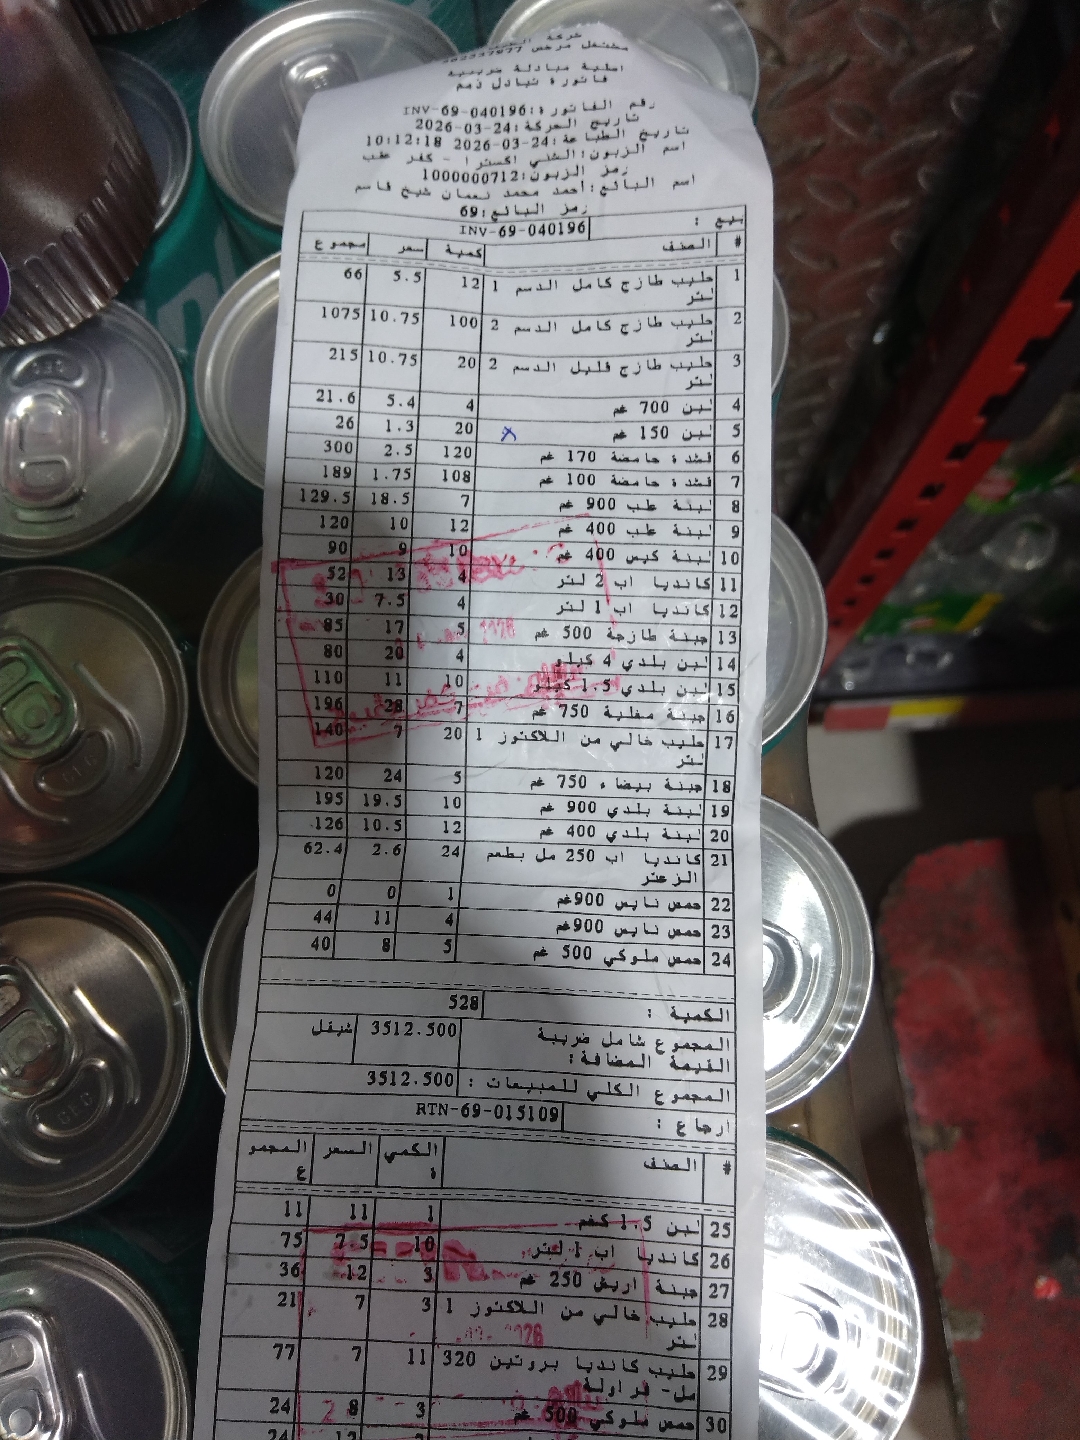 شركة
مشتغل مرخص 562337977
اصلية مبادلة ضريبية
فاتورة تبادل ذمم
رقم الفاتورة:INV-69-040196
تاريخ الحركة:24-03-2026
تاريخ الطباعة:24-03-2026 10:12:18
اسم الزبون:الشني اكسترا - كفر عقب
رمز الزبون:1000000712
اسم البائع:أحمد محمد نعمان شيخ قاسم
رمز البائع:69
بيع : INV-69-040196
# الصنف كمية سعر مجموع
1 حليب طازج كامل الدسم 1 لتر 12 5.5 66
2 حليب طازج كامل الدسم 2 لتر 100 10.75 1075
3 حليب طازج قليل الدسم 2 لتر 20 10.75 215
4 لبن 700 غم 4 5.4 21.6
5 لبن 150 غم 20 1.3 26
6 قشدة حامضة 170 غم 120 2.5 300
7 قشدة حامضة 100 غم 108 1.75 189
8 لبنة علب 900 غم 7 18.5 129.5
9 لبنة علب 400 غم 12 10 120
10 لبنة كيس 400 غم 10 9 90
11 كانديا اب 2 لتر 4 13 52
12 كانديا اب 1 لتر 4 7.5 30
13 جبنة طازجة 500 غم 5 17 85
14 لبن بلدي 4 كيلو 4 20 80
15 لبن بلدي 1.5 كيلو 10 11 110
16 جبنة مغلية 750 غم 7 28 196
17 حليب خالي من اللاكتوز 1 لتر 20 7 140
18 جبنة بيضاء 750 غم 5 24 120
19 لبنة بلدي 900 غم 10 19.5 195
20 لبنة بلدي 400 غم 12 10.5 126
21 كانديا اب 250 مل بطعم الزعتر 24 2.6 62.4
22 حمص نايس 900غم 1 0 0
23 حمص نايس 900غم 4 11 44
24 حمص ملوكي 500 غم 5 8 40
الكمية : 528
المجموع شامل ضريبة القيمة المضافة: 3512.500 شيقل
المجموع الكلي للمبيعات : 3512.500
ارجاع : RTN-69-015109
# الصنف الكمية السعر المجموع
25 لبن 1.5 كغم 1 11 11
26 كانديا اب 1 لتر 10 7.5 75
27 جبنة اريش 250 غم 3 12 36
28 حليب خالي من اللاكتوز 1 لتر 3 7 21
29 حليب كانديا بروتين 320 مل- فراولة 11 7 77
30 حمص ملوكي 500 غم 3 8 24